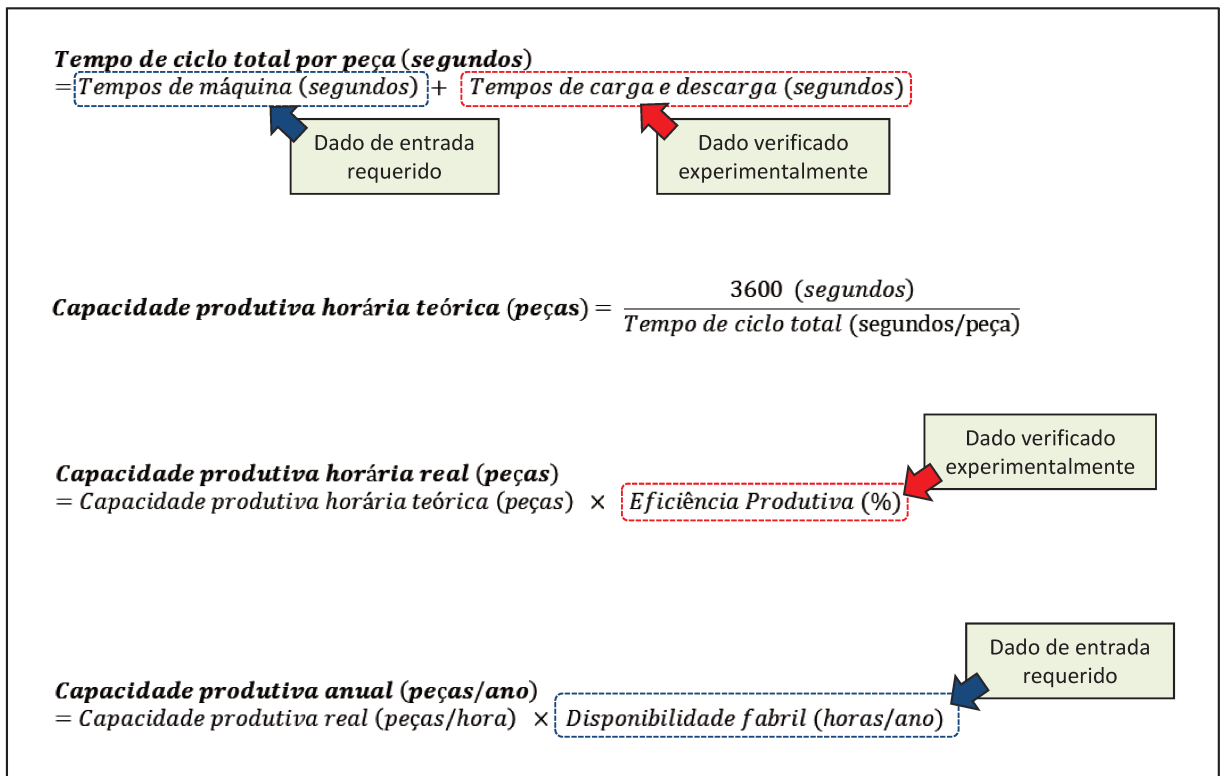 Tempo de ciclo total por peça (segundos)
= Tempos de máquina (segundos) + Tempos de carga e descarga (segundos)
Dado de entrada
requerido
Dado verificado
experimentalmente
3600 (segundos)
Capacidade produtiva horária teórica (peças) =
Tempo de ciclo total (segundos/peça)
Dado verificado
experimentalmente
Capacidade produtiva horária real (peças)
= Capacidade produtiva horária teórica (peças) × Eficiência Produtiva (%)
Dado de entrada
requerido
Capacidade produtiva anual (peças/ano)
= Capacidade produtiva real (peças/hora) × Disponibilidade fabril (horas/ano)